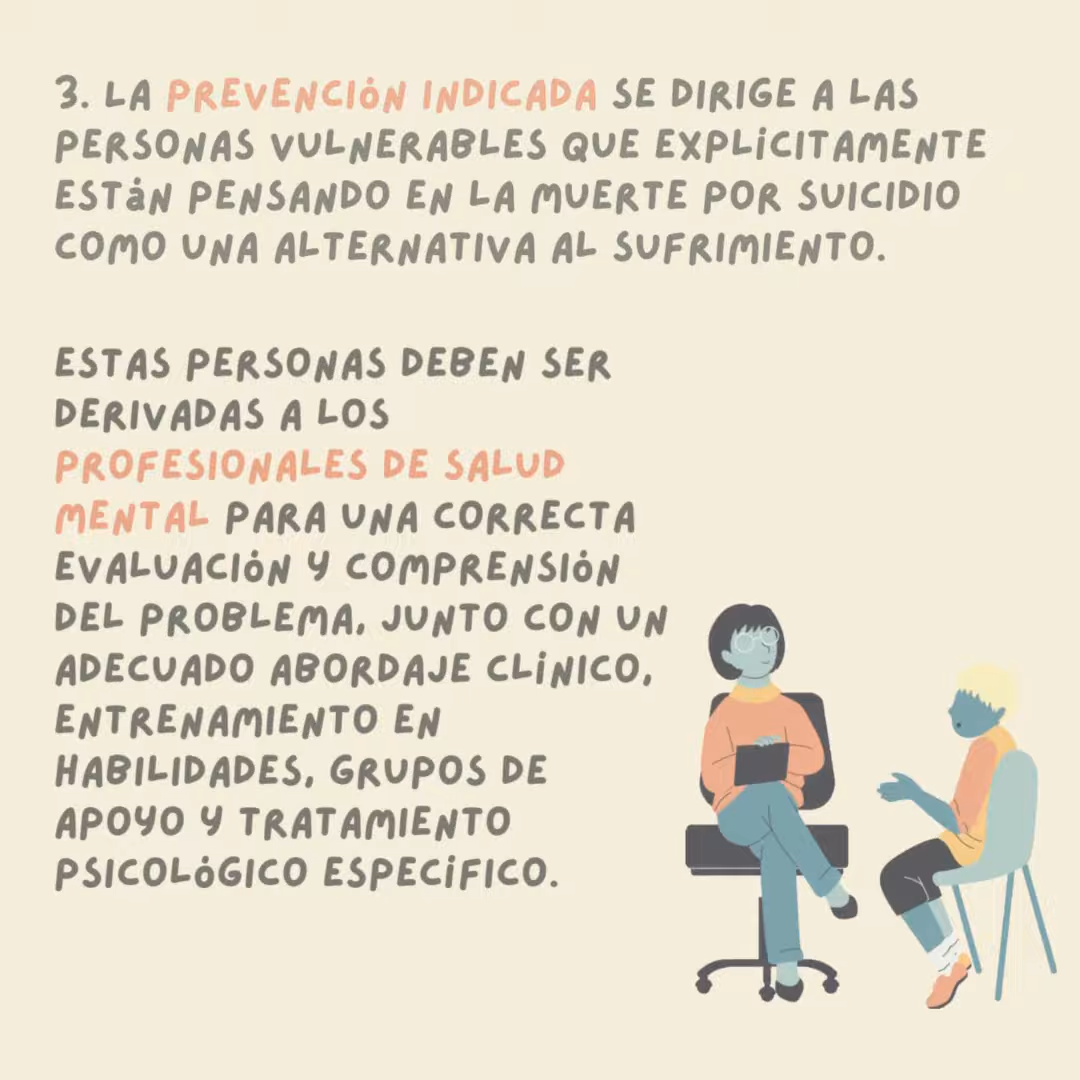 3. LA PREVENCIÓN INDICADA SE DIRIGE A LAS
PERSONAS VULNERABLES QUE EXPLÍCITAMENTE
ESTÁN PENSANDO EN LA MUERTE POR SUICIDIO
COMO UNA ALTERNATIVA AL SUFRIMIENTO.
ESTAS PERSONAS DEBEN SER
DERIVADAS A LOS
PROFESIONALES DE SALUD
MENTAL PARA UNA CORRECTA
EVALUACIÓN Y COMPRENSIÓN
DEL PROBLEMA, JUNTO CON UN
ADECUADO ABORDAJE CLÍNICO,
ENTRENAMIENTO EN
HABILIDADES, GRUPOS DE
APOYO Y TRATAMIENTO
PSICOLÓGICO ESPECÍFICO.